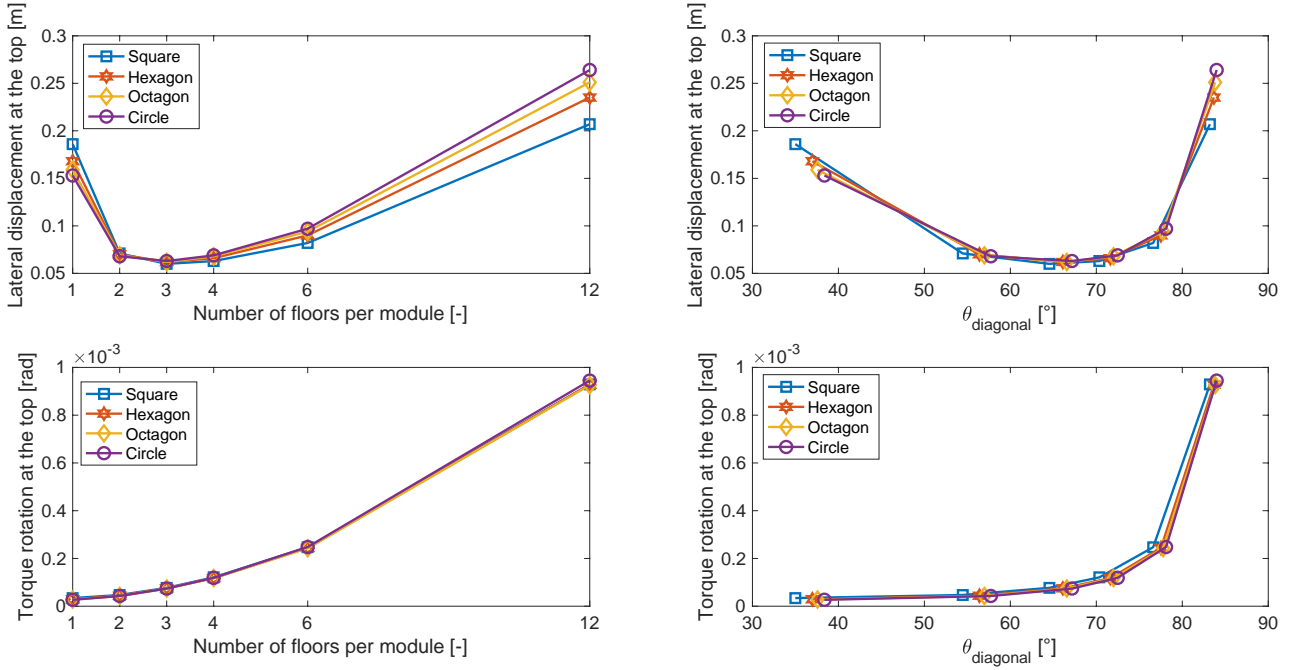 Lateral displacement at the top [m]
0.3
0.25
0.2
0.15
0.1
0.05
Square
Hexagon
Octagon
Circle
1 2 3 4 6 12
Number of floors per module [-]
Lateral displacement at the top [m]
0.3
0.25
0.2
0.15
0.1
0.05
Square
Hexagon
Octagon
Circle
30 40 50 60 70 80 90
θdiagonal [°]
Torque rotation at the top [rad]
×10-3
1
0.8
0.6
0.4
0.2
0
Square
Hexagon
Octagon
Circle
1 2 3 4 6 12
Number of floors per module [-]
Torque rotation at the top [rad]
×10-3
1
0.8
0.6
0.4
0.2
0
Square
Hexagon
Octagon
Circle
30 40 50 60 70 80 90
θdiagonal [°]